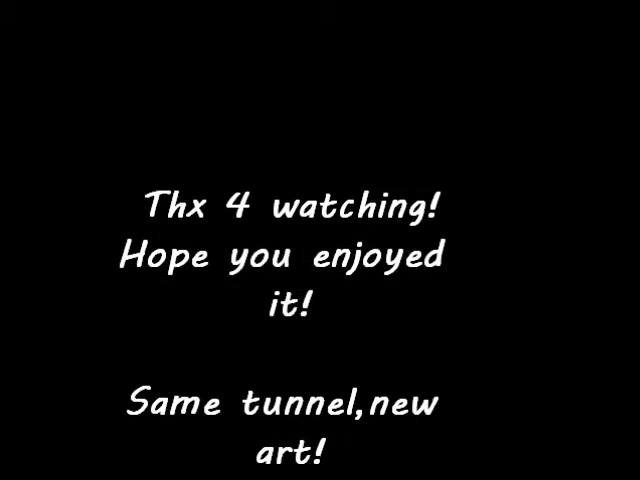 Thx 4 watching!
Hope you enjoyed
it!
Same tunnel,new
art!